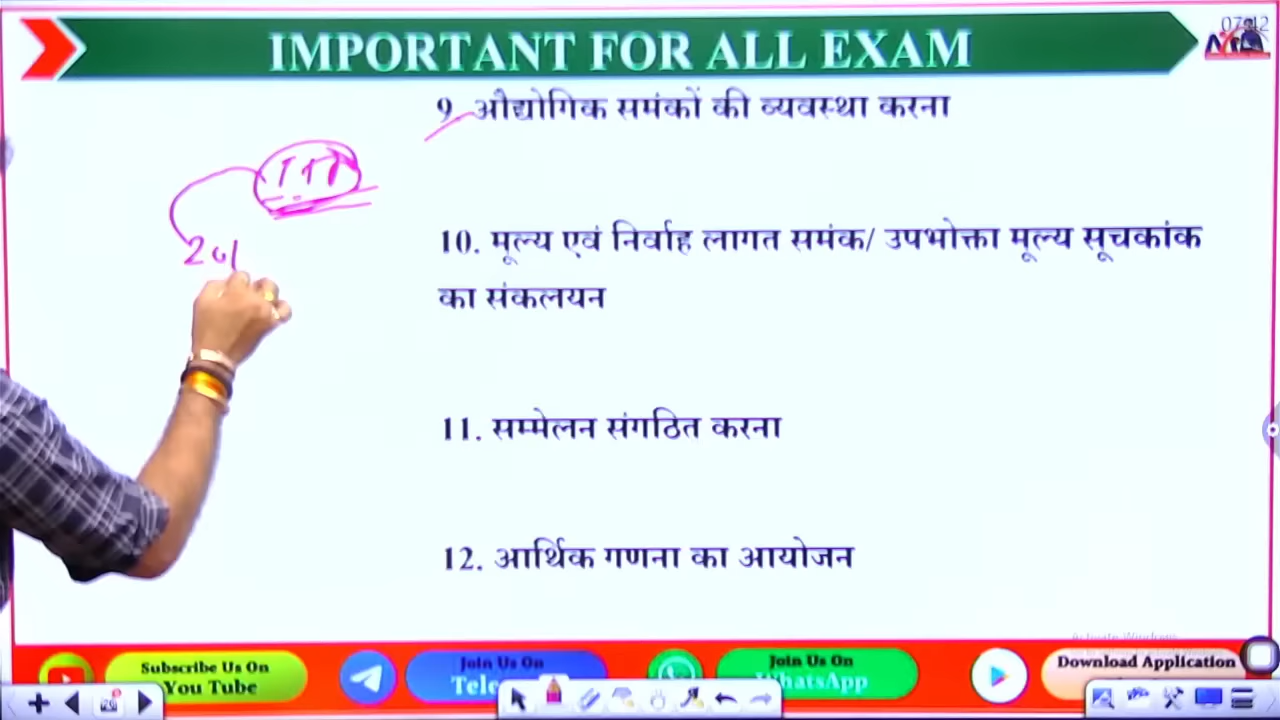 IMPORTANT FOR ALL EXAM
9. औद्योगिक समंकों की व्यवस्था करना
10. मूल्य एवं निर्वाह लागत समंक/ उपभोक्ता मूल्य सूचकांक
का संकलयन
11. सम्मेलन संगठित करना
12. आर्थिक गणना का आयोजन
Subscribe Us On
You Tube
Join Us On
Join Us On
WhatsApp
Download Application